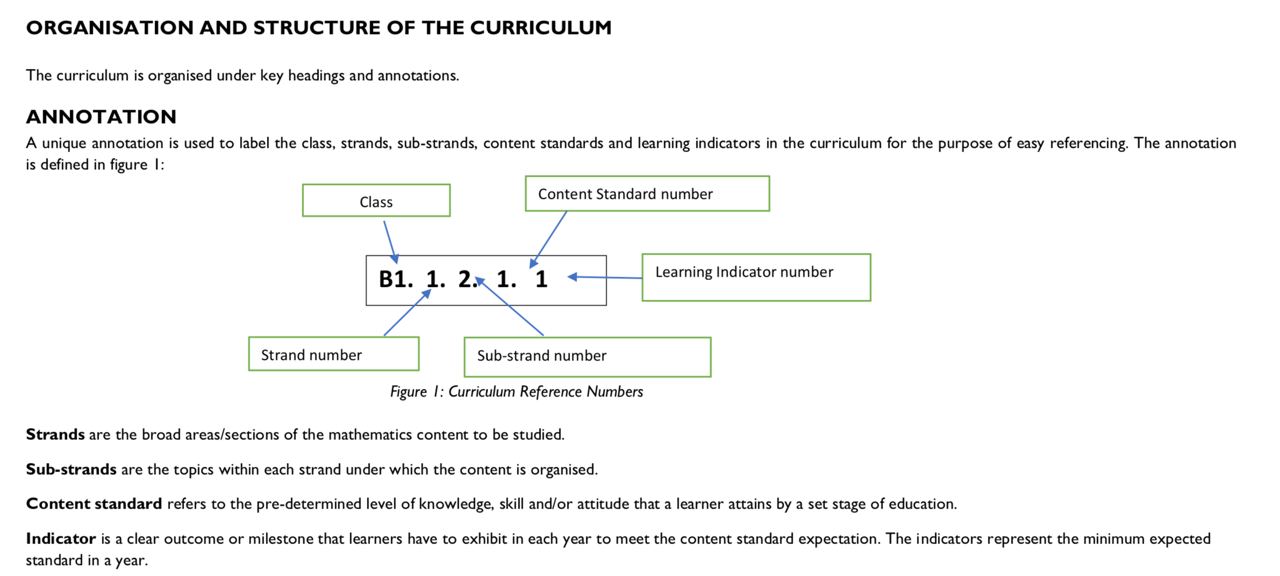 ORGANISATION AND STRUCTURE OF THE CURRICULUM
The curriculum is organised under key headings and annotations.
ANNOTATION
A unique annotation is used to label the class, strands, sub-strands, content standards and learning indicators in the curriculum for the purpose of easy referencing. The annotation
is defined in figure 1:
Class
Content Standard number
B1. 1. 2. 1. 1
Learning Indicator number
Strand number
Sub-strand number
Figure 1: Curriculum Reference Numbers
Strands are the broad areas/sections of the mathematics content to be studied.
Sub-strands are the topics within each strand under which the content is organised.
Content standard refers to the pre-determined level of knowledge, skill and/or attitude that a learner attains by a set stage of education.
Indicator is a clear outcome or milestone that learners have to exhibit in each year to meet the content standard expectation. The indicators represent the minimum expected
standard in a year.